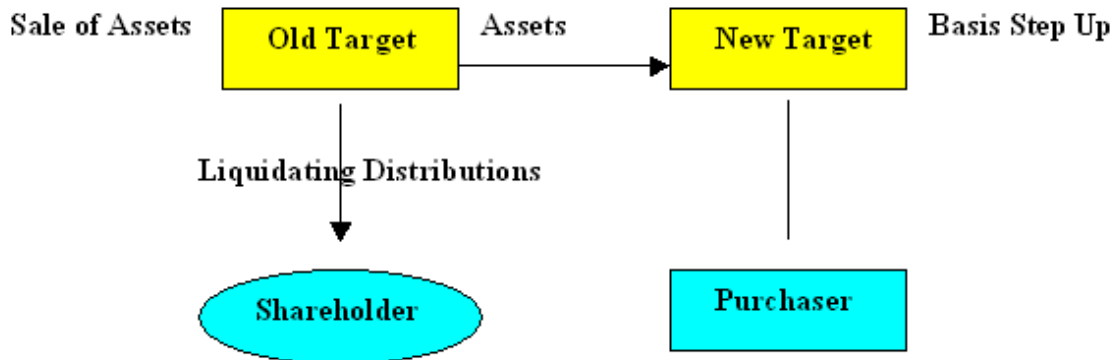 Sale of Assets
Old Target
Assets
New Target
Basis Step Up
Liquidating Distributions
Shareholder
Purchaser